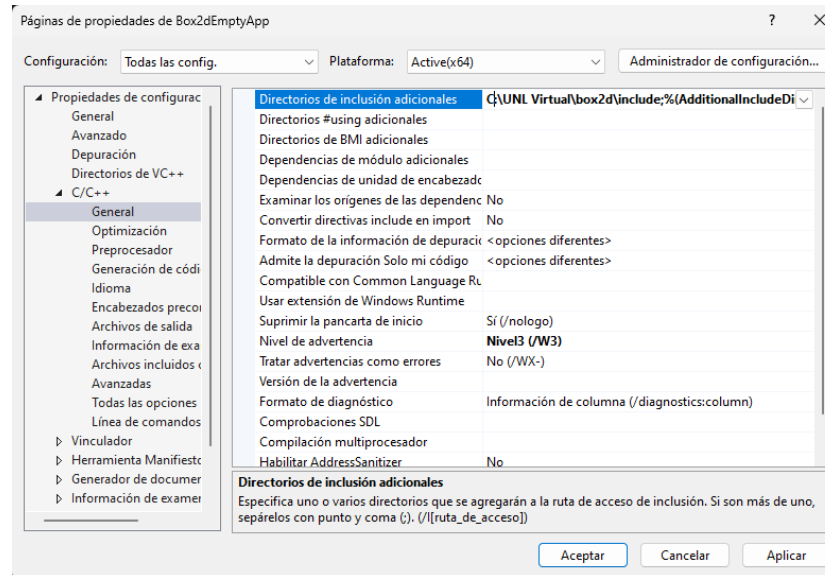 Páginas de propiedades de Box2dEmptyApp ? X
Configuración: Todas las config. Plataforma: Active(x64) Administrador de configuración...
Propiedades de configurac
General
Avanzado
Depuración
Directorios de VC++
C/C++
General
Optimización
Preprocesador
Generación de códi
Idioma
Encabezados precor
Archivos de salida
Información de exa
Archivos incluidos
Avanzadas
Todas las opciones
Línea de comandos
Vinculador
Herramienta Manifiesto
Generador de documer
Información de examer
Directorios de inclusión adicionales C:\UNL Virtual\box2d\include;%(AdditionalIncludeDi
Directorios #using adicionales
Directorios de BMI adicionales
Dependencias de módulo adicionales
Dependencias de unidad de encabezado
Examinar los orígenes de las dependenc No
Convertir directivas include en import No
Formato de la información de depuració <opciones diferentes>
Admite la depuración Solo mi código <opciones diferentes>
Compatible con Common Language Ru
Usar extensión de Windows Runtime
Suprimir la pancarta de inicio Sí (/nologo)
Nivel de advertencia Nivel3 (/W3)
Tratar advertencias como errores No (/WX-)
Versión de la advertencia
Formato de diagnóstico Información de columna (/diagnostics:column)
Comprobaciones SDL
Compilación multiprocesador
Habilitar AddressSanitizer No
Directorios de inclusión adicionales
Especifica uno o varios directorios que se agregarán a la ruta de acceso de inclusión. Si son más de uno,
sepárelos con punto y coma (;). (/I[ruta_de_acceso])
Aceptar Cancelar Aplicar